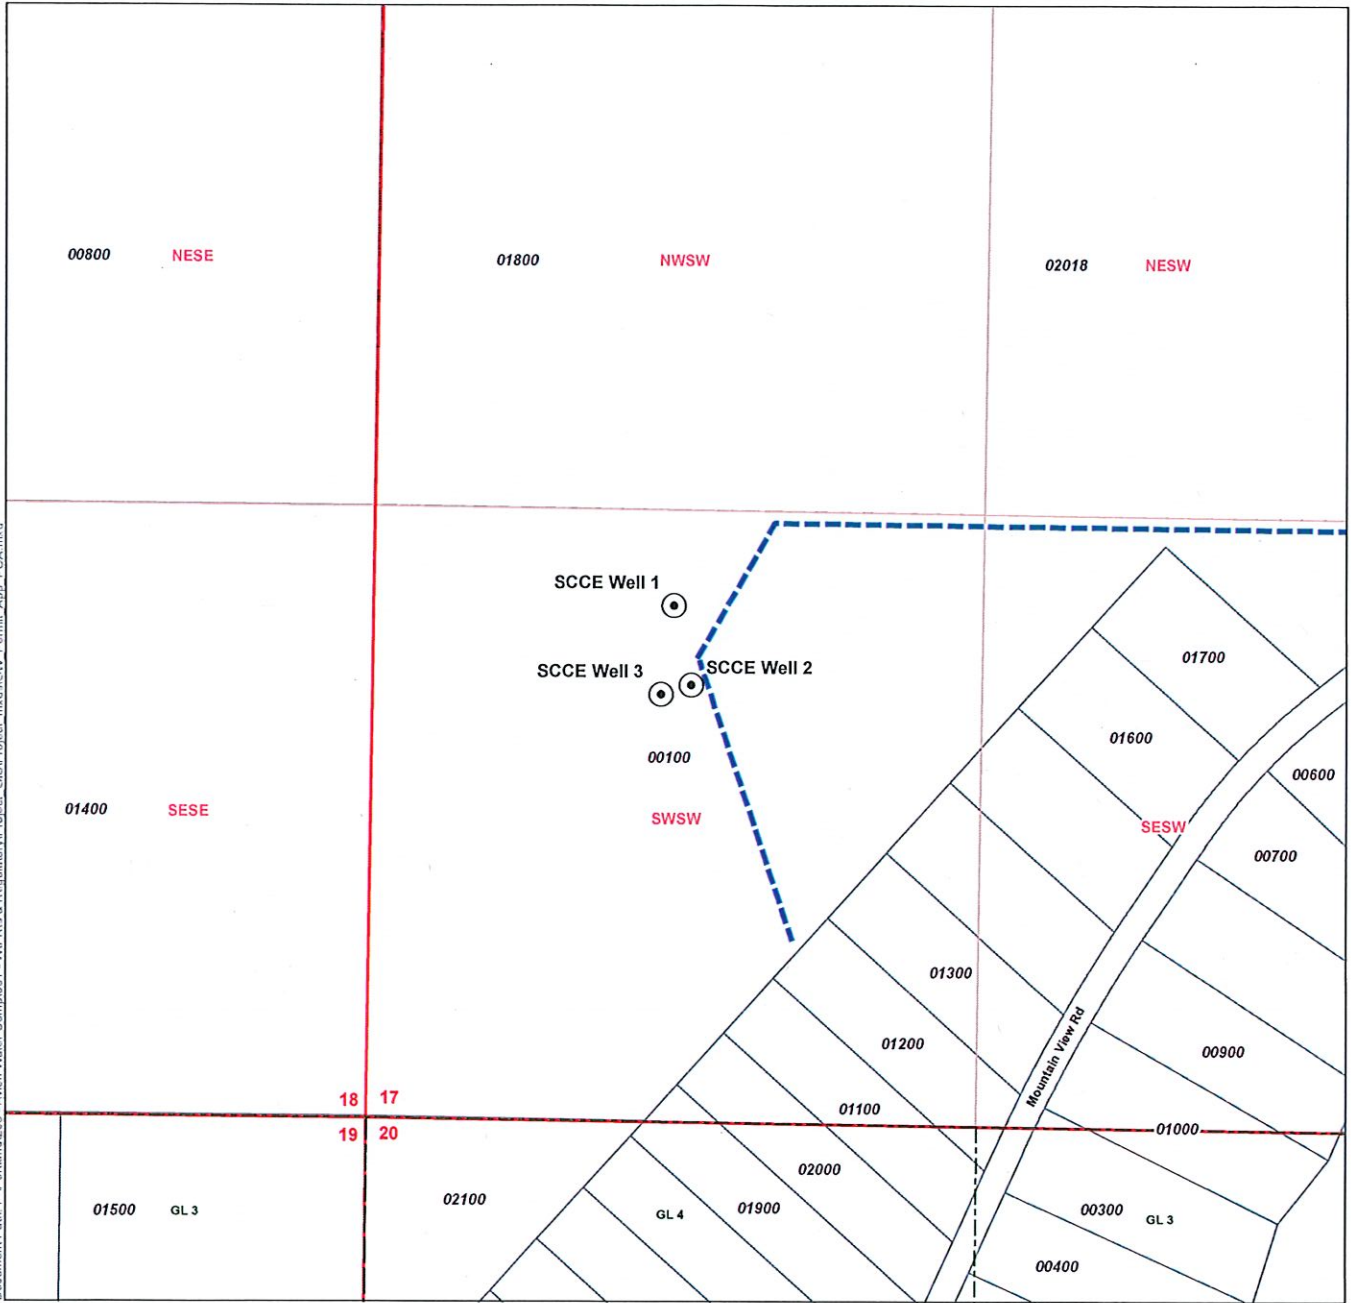 00800 NESE
01800 NWSW
02018 NESW
SCCE Well 1
SCCE Well 3
SCCE Well 2
00100
SWSW
01400 SESE
01700
01600
00600
SESW
00700
01300
01200
00900
Mountain View Rd
01100
01000
18 17
19 20
02000
02100
01500 GL 3
GL 4 01900
00300 GL 3
00400